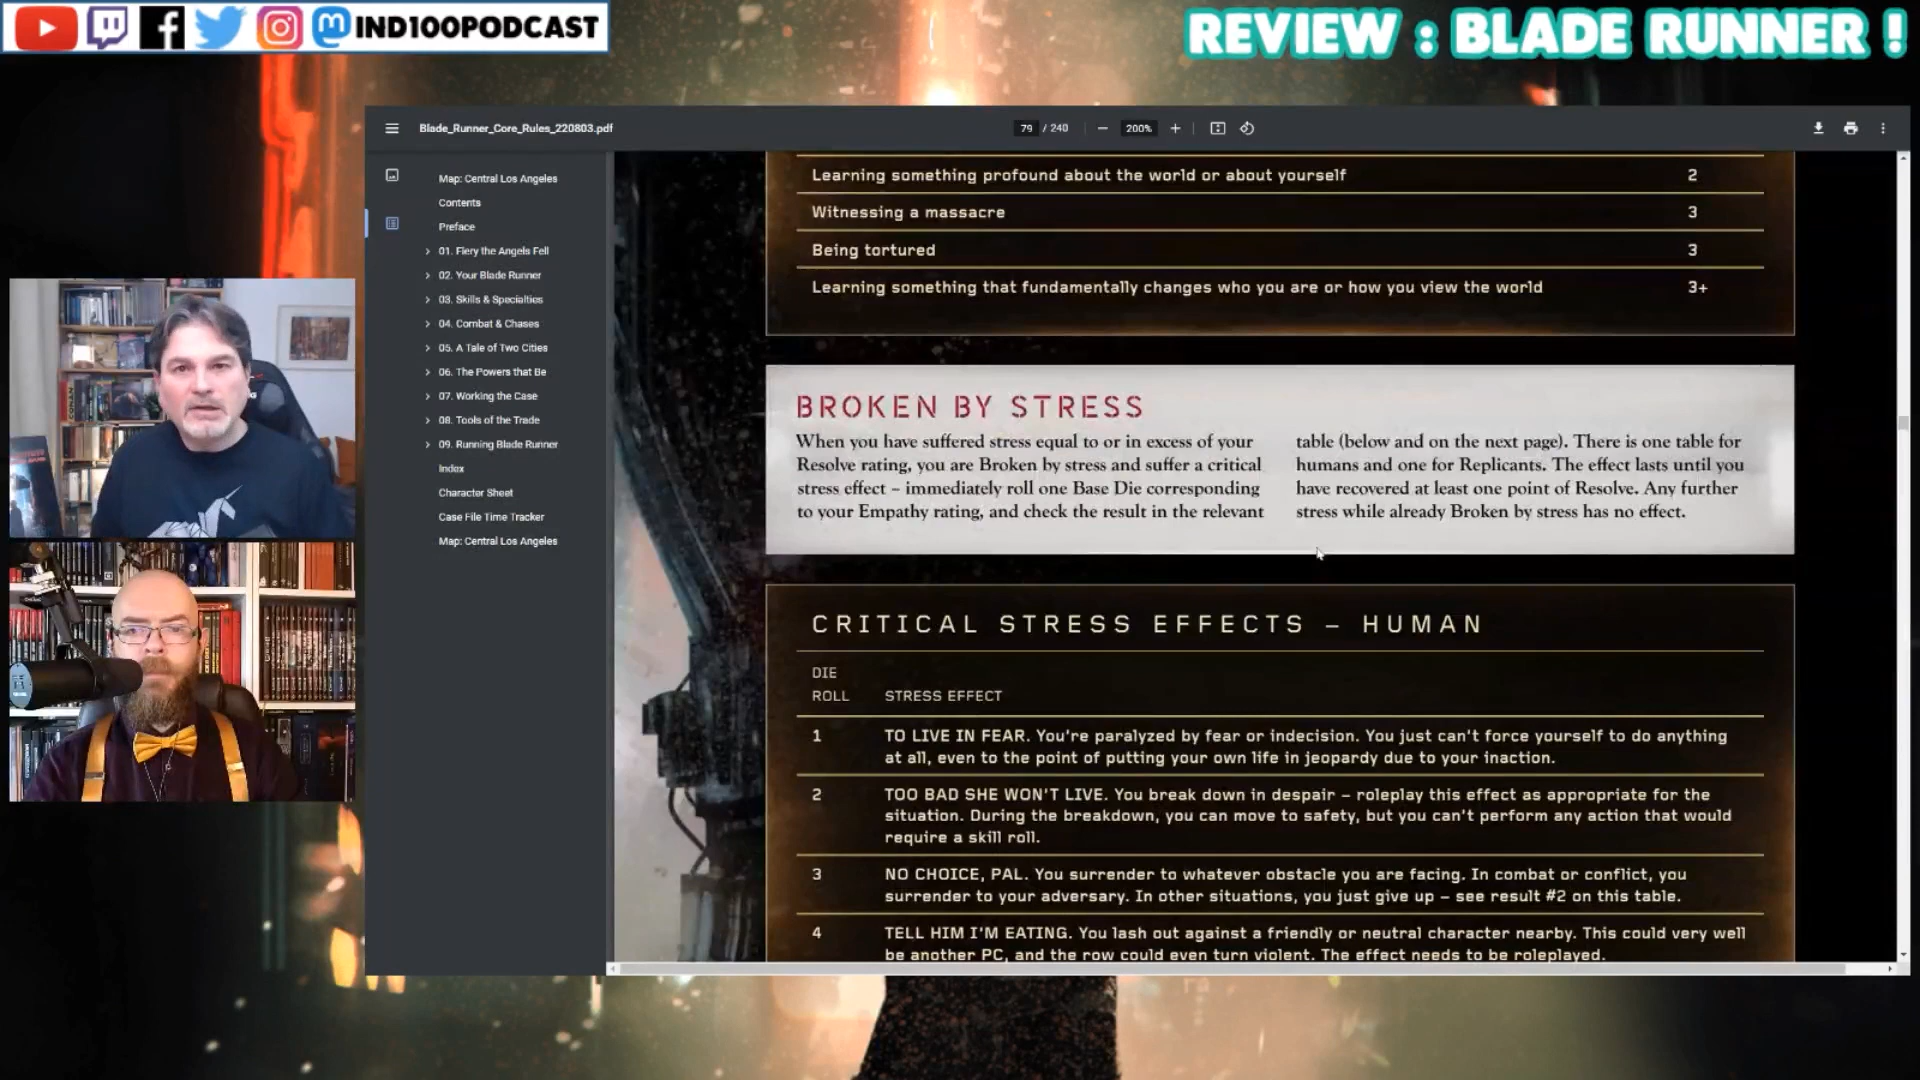 IND100PODCAST
REVIEW : BLADE RUNNER !
Blade_Runner_Core_Rules_220803.pdf
79 / 240
200%
Map: Central Los Angeles
Contents
Preface
01. Fiery the Angels Fell
02. Your Blade Runner
03. Skills & Specialties
04. Combat & Chases
05. A Tale of Two Cities
06. The Powers that Be
07. Working the Case
08. Tools of the Trade
09. Running Blade Runner
Index
Character Sheet
Case File Time Tracker
Map: Central Los Angeles
Learning something profound about the world or about yourself 2
Witnessing a massacre 3
Being tortured 3
Learning something that fundamentally changes who you are or how you view the world 3+
BROKEN BY STRESS
When you have suffered stress equal to or in excess of your
Resolve rating, you are Broken by stress and suffer a critical
stress effect – immediately roll one Base Die corresponding
to your Empathy rating, and check the result in the relevant
table (below and on the next page). There is one table for
humans and one for Replicants. The effect lasts until you
have recovered at least one point of Resolve. Any further
stress while already Broken by stress has no effect.
CRITICAL STRESS EFFECTS – HUMAN
DIE
ROLL STRESS EFFECT
1 TO LIVE IN FEAR. You're paralyzed by fear or indecision. You just can't force yourself to do anything
at all, even to the point of putting your own life in jeopardy due to your inaction.
2 TOO BAD SHE WON'T LIVE. You break down in despair – roleplay this effect as appropriate for the
situation. During the breakdown, you can move to safety, but you can't perform any action that would
require a skill roll.
3 NO CHOICE, PAL. You surrender to whatever obstacle you are facing. In combat or conflict, you
surrender to your adversary. In other situations, you just give up – see result #2 on this table.
4 TELL HIM I'M EATING. You lash out against a friendly or neutral character nearby. This could very well
be another PC, and the row could even turn violent. The effect needs to be roleplayed.